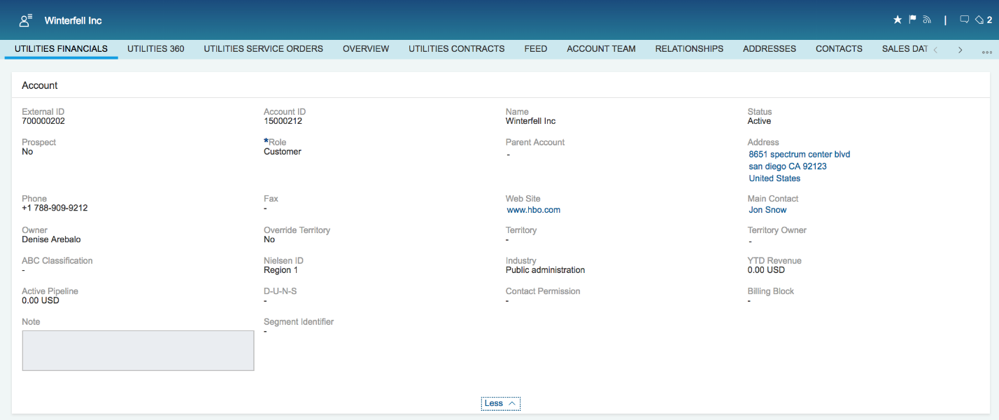 Winterfell Inc
2
UTILITIES FINANCIALS UTILITIES 360 UTILITIES SERVICE ORDERS OVERVIEW UTILITIES CONTRACTS FEED ACCOUNT TEAM RELATIONSHIPS ADDRESSES CONTACTS SALES DAT
Account
External ID Account ID Name Status
700000202 15000212 Winterfell Inc Active
Prospect *Role Parent Account Address
No Customer - 8651 spectrum center blvd
san diego CA 92123
United States
Phone Fax Web Site Main Contact
+1 788-909-9212 - www.hbo.com Jon Snow
Owner Override Territory Territory Territory Owner
Denise Arebalo No - -
ABC Classification Nielsen ID Industry YTD Revenue
- Region 1 Public administration 0.00 USD
Active Pipeline D-U-N-S Contact Permission Billing Block
0.00 USD - - -
Note Segment Identifier
-
Less